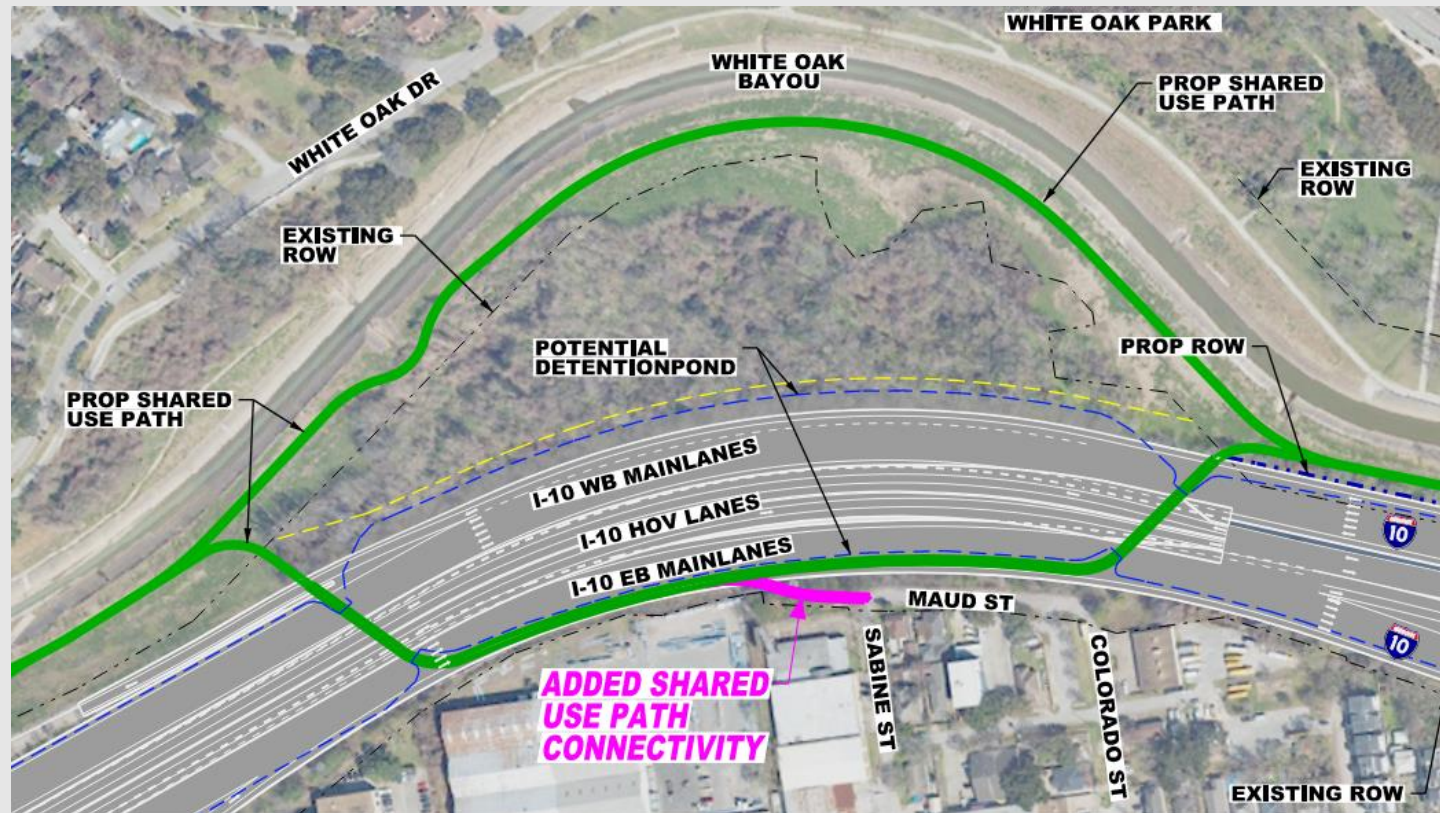 WHITE OAK PARK
WHITE OAK
BAYOU
PROP SHARED
USE PATH
WHITE OAK DR
EXISTING
ROW
EXISTING
ROW
POTENTIAL
DETENTIONPOND
PROP ROW
PROP SHARED
USE PATH
I-10 WB MAINLANES
I-10 HOV LANES
10
I-10 EB MAINLANES
MAUD ST
10
SABINE ST
COLORADO ST
ADDED SHARED
USE PATH
CONNECTIVITY
EXISTING ROW